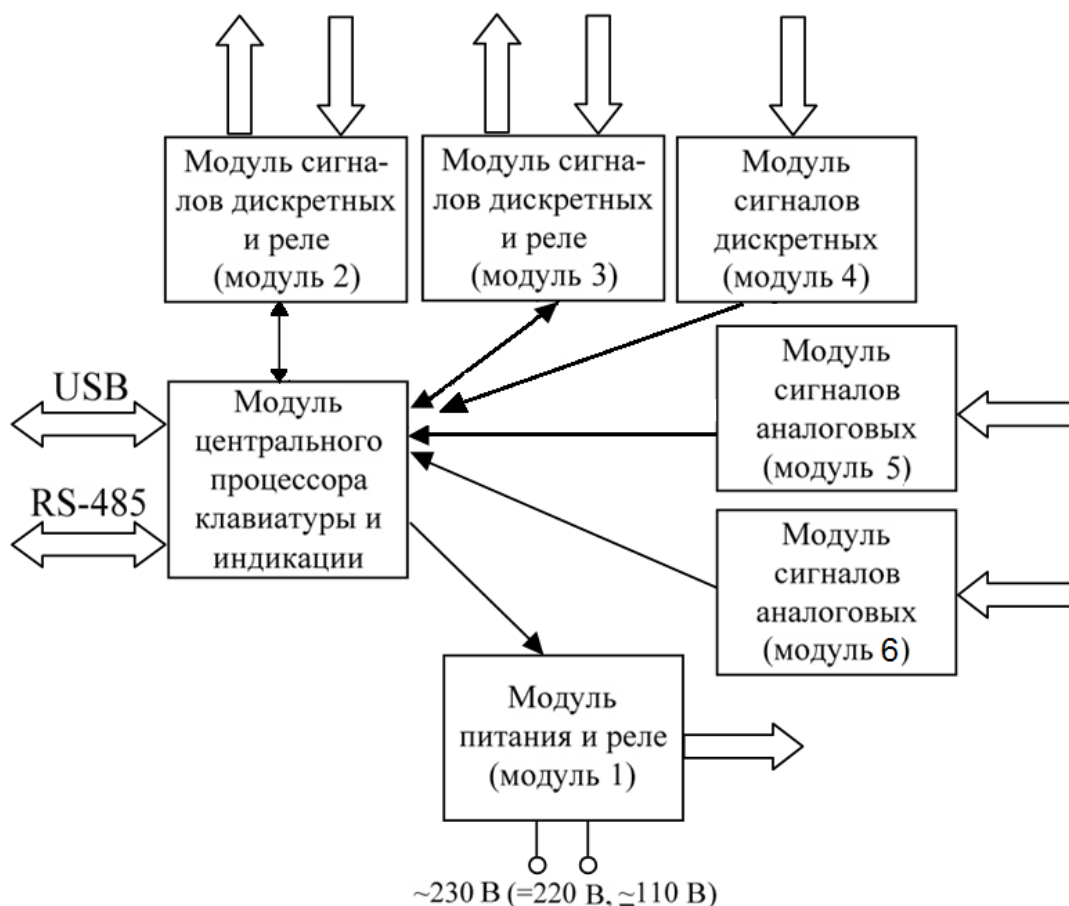 Модуль сигна-
лов дискретных
и реле
(модуль 2)
Модуль сигна-
лов дискретных
и реле
(модуль 3)
Модуль
сигналов
дискретных
(модуль 4)
USB
RS-485
Модуль
центрального
процессора
клавиатуры и
индикации
Модуль
сигналов
аналоговых
(модуль 5)
Модуль
сигналов
аналоговых
(модуль 6)
Модуль
питания и реле
(модуль 1)
~230 В (=220 В, ≂110 В)